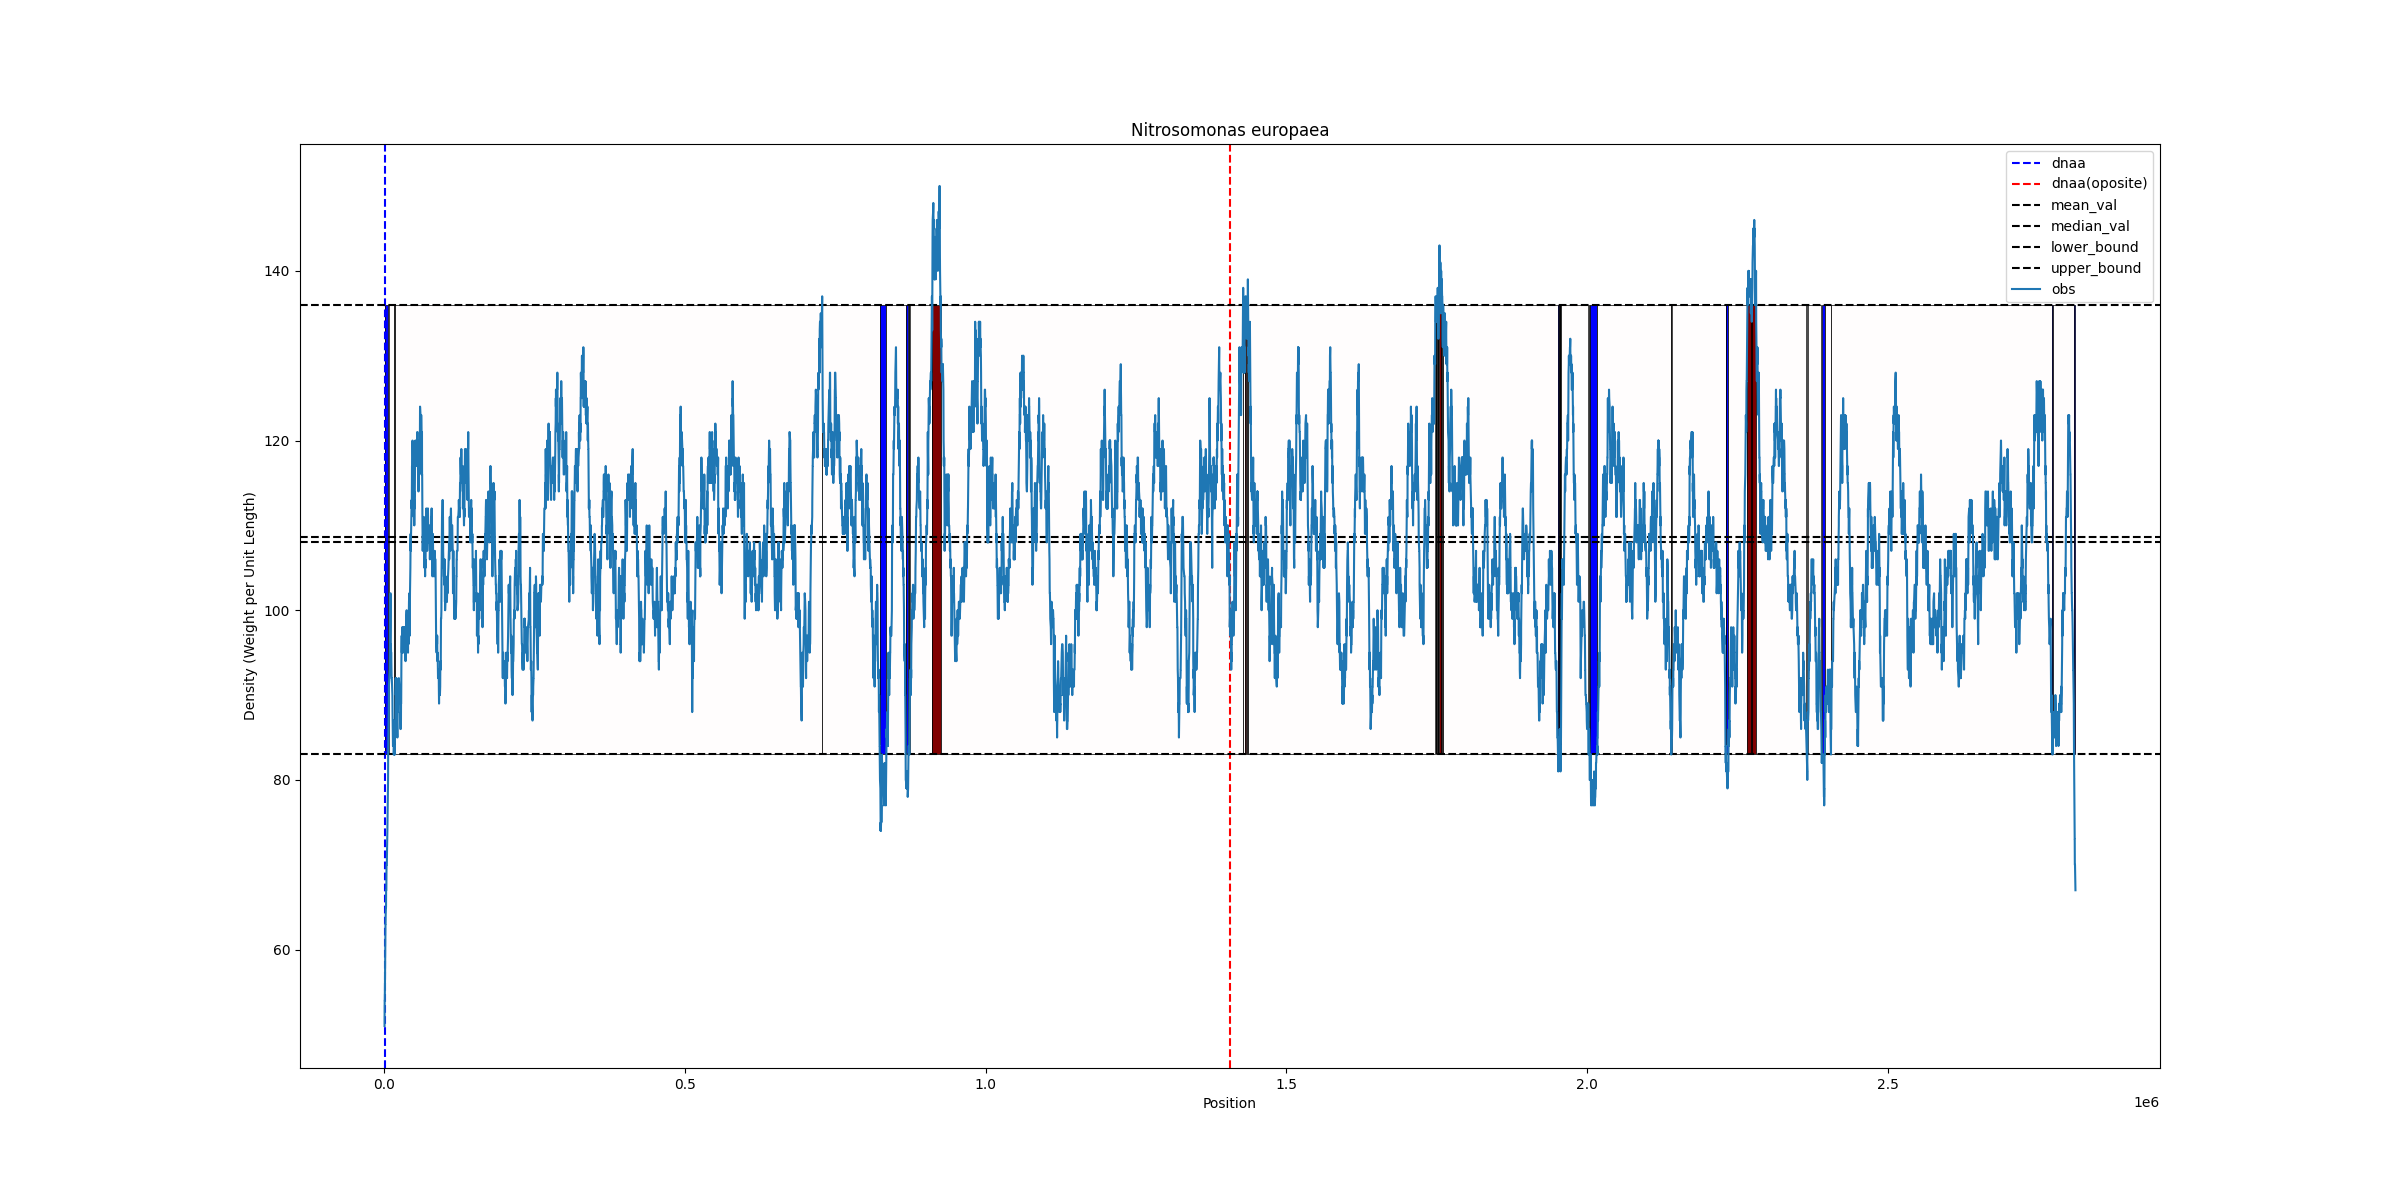 Nitrosomonas europaea
dnaa
dnaa(oposite)
mean_val
median_val
lower_bound
upper_bound
obs
Density (Weight per Unit Length)
140
120
100
80
60
0.0 0.5 1.0 1.5 2.0 2.5
Position
1e6